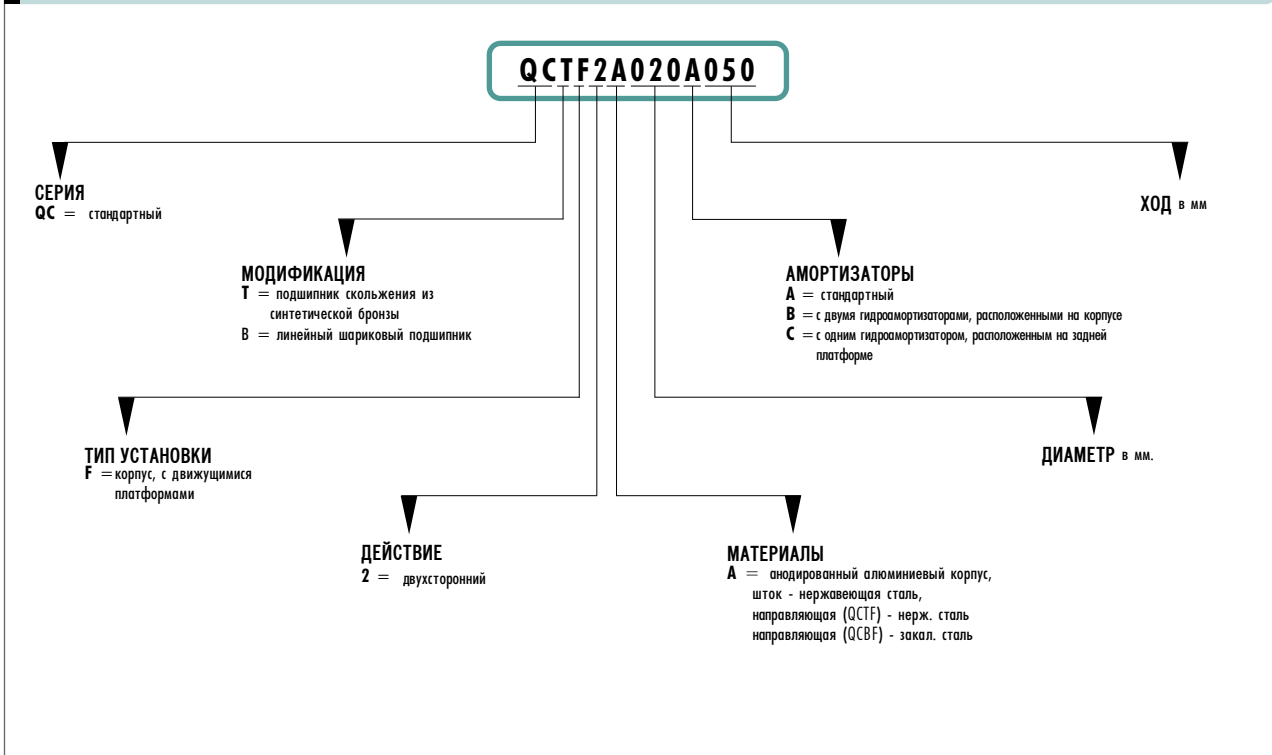 QCTF2A020A050
СЕРИЯ
QC = стандартный
ХОД в мм
МОДИФИКАЦИЯ
T = подшипник скольжения из
синтетической бронзы
B = линейный шариковый подшипник
АМОРТИЗАТОРЫ
A = стандартный
B = с двумя гидроамортизаторами, расположенными на корпусе
C = с одним гидроамортизатором, расположенным на задней
платформе
ТИП УСТАНОВКИ
F = корпус, с движущимися
платформами
ДИАМЕТР в мм.
ДЕЙСТВИЕ
2 = двухсторонний
МАТЕРИАЛЫ
A = анодированный алюминиевый корпус,
шток - нержавеющая сталь,
направляющая (QCTF) - нерж. сталь
направляющая (QCBF) - закал. сталь